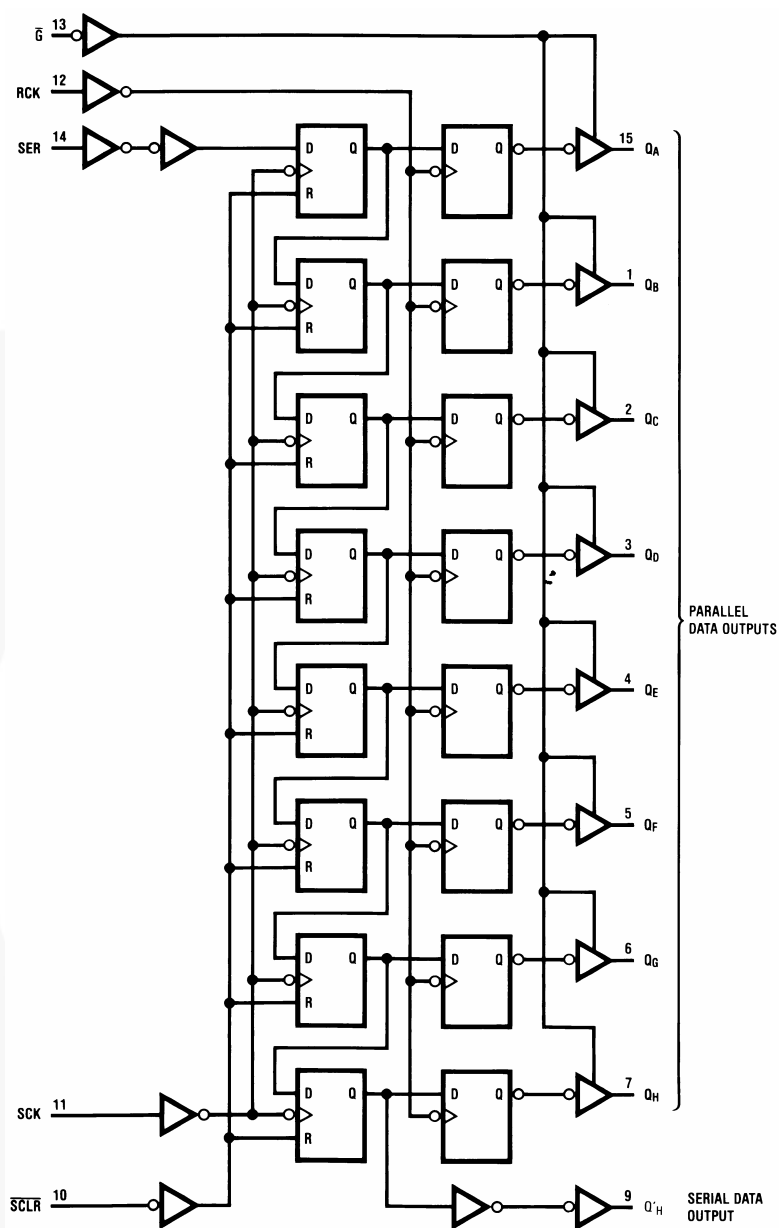 G̅ 13
RCK 12
SER 14
D Q
R
D Q
15 QA
D Q
R
D Q
1 QB
D Q
R
D Q
2 QC
D Q
R
D Q
3 QD
PARALLEL
DATA OUTPUTS
D Q
R
D Q
4 QE
D Q
R
D Q
5 QF
D Q
R
D Q
6 QG
D Q
R
D Q
7 QH
SCK 11
S̅C̅L̅R̅ 10
9 Q'H
SERIAL DATA
OUTPUT